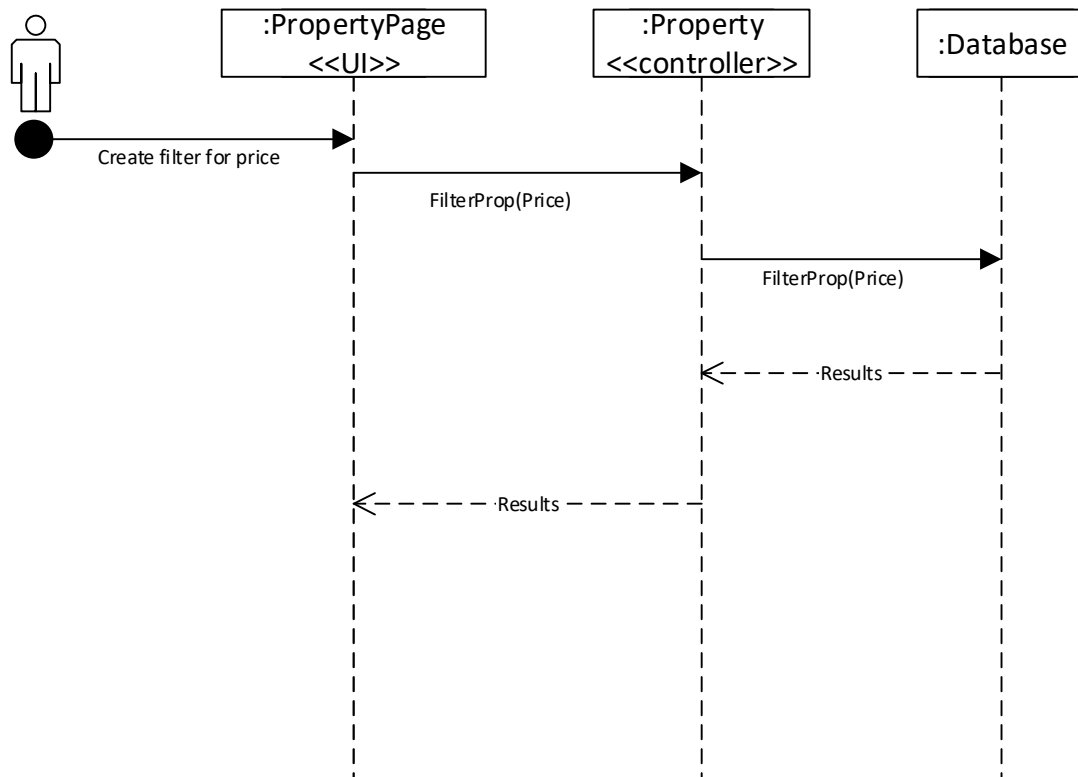 :PropertyPage
<<UI>>
:Property
<<controller>>
:Database
Create filter for price
FilterProp(Price)
FilterProp(Price)
Results
Results